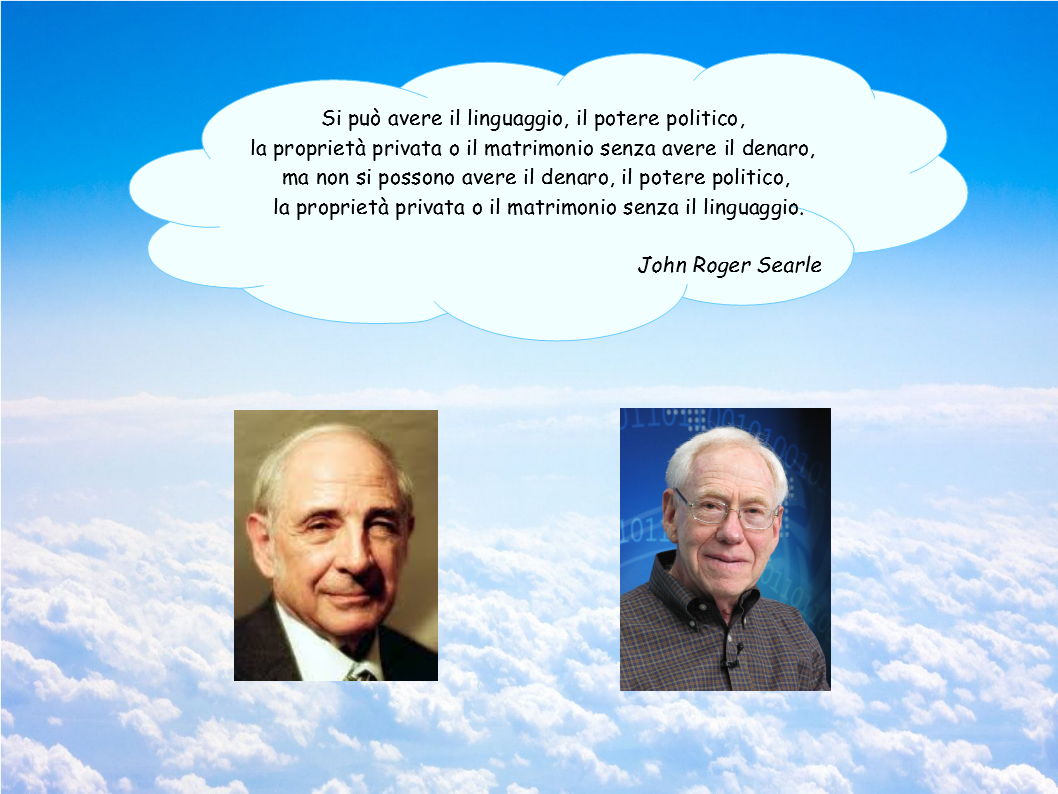 Si può avere il linguaggio, il potere politico,
la proprietà privata o il matrimonio senza avere il denaro,
ma non si possono avere il denaro, il potere politico,
la proprietà privata o il matrimonio senza il linguaggio.
John Roger Searle